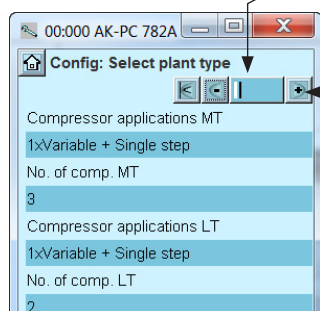 00:000 AK-PC 782A
Config: Select plant type
Compressor applications MT
1xVariable + Single step
No. of comp. MT
3
Compressor applications LT
1xVariable + Single step
No. of comp. LT
2